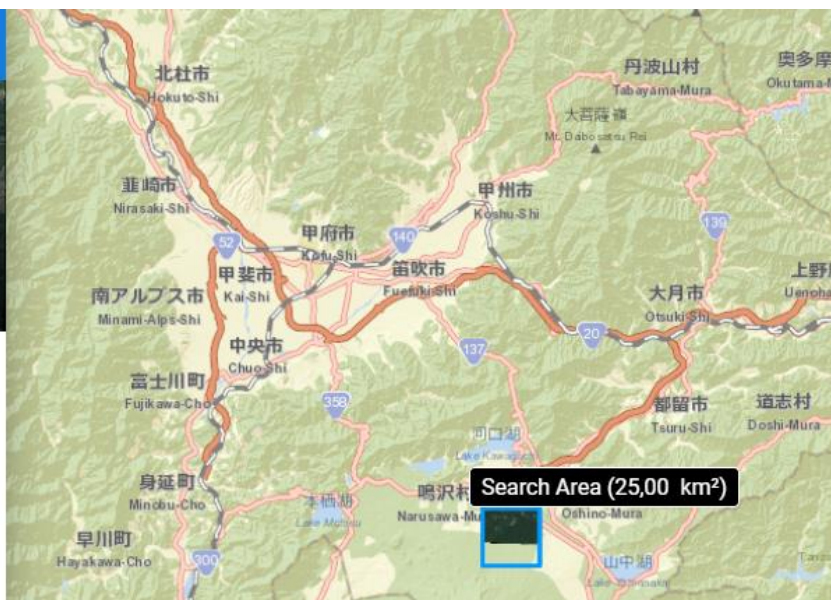 北杜市
Hokuto-Shi
丹波山村
Tabayama-Mura
奥多摩
Okutama-M
大菩薩嶺
Mt. Dabosatsu Rei
韮崎市
Nirasaki-Shi
甲州市
Koshu-Shi
139
甲府市
Kofu-Shi
140
52
笛吹市
Fuefuki-Shi
甲斐市
Kai-Shi
南アルプス市
Minami-Alps-Shi
大月市
Otsuki-Shi
上野原
Uenoha
20
中央市
Chuo-Shi
137
富士川町
Fujikawa-Cho
358
都留市
Tsuru-Shi
道志村
Doshi-Mura
河口湖
Lake Kawaguchi
身延町
Minobu-Cho
本栖湖
Lake Motosu
鳴沢村
Narusawa-Mu
Search Area (25,00 km²)
Oshino-Mura
早川町
Hayakawa-Cho
300
山中湖